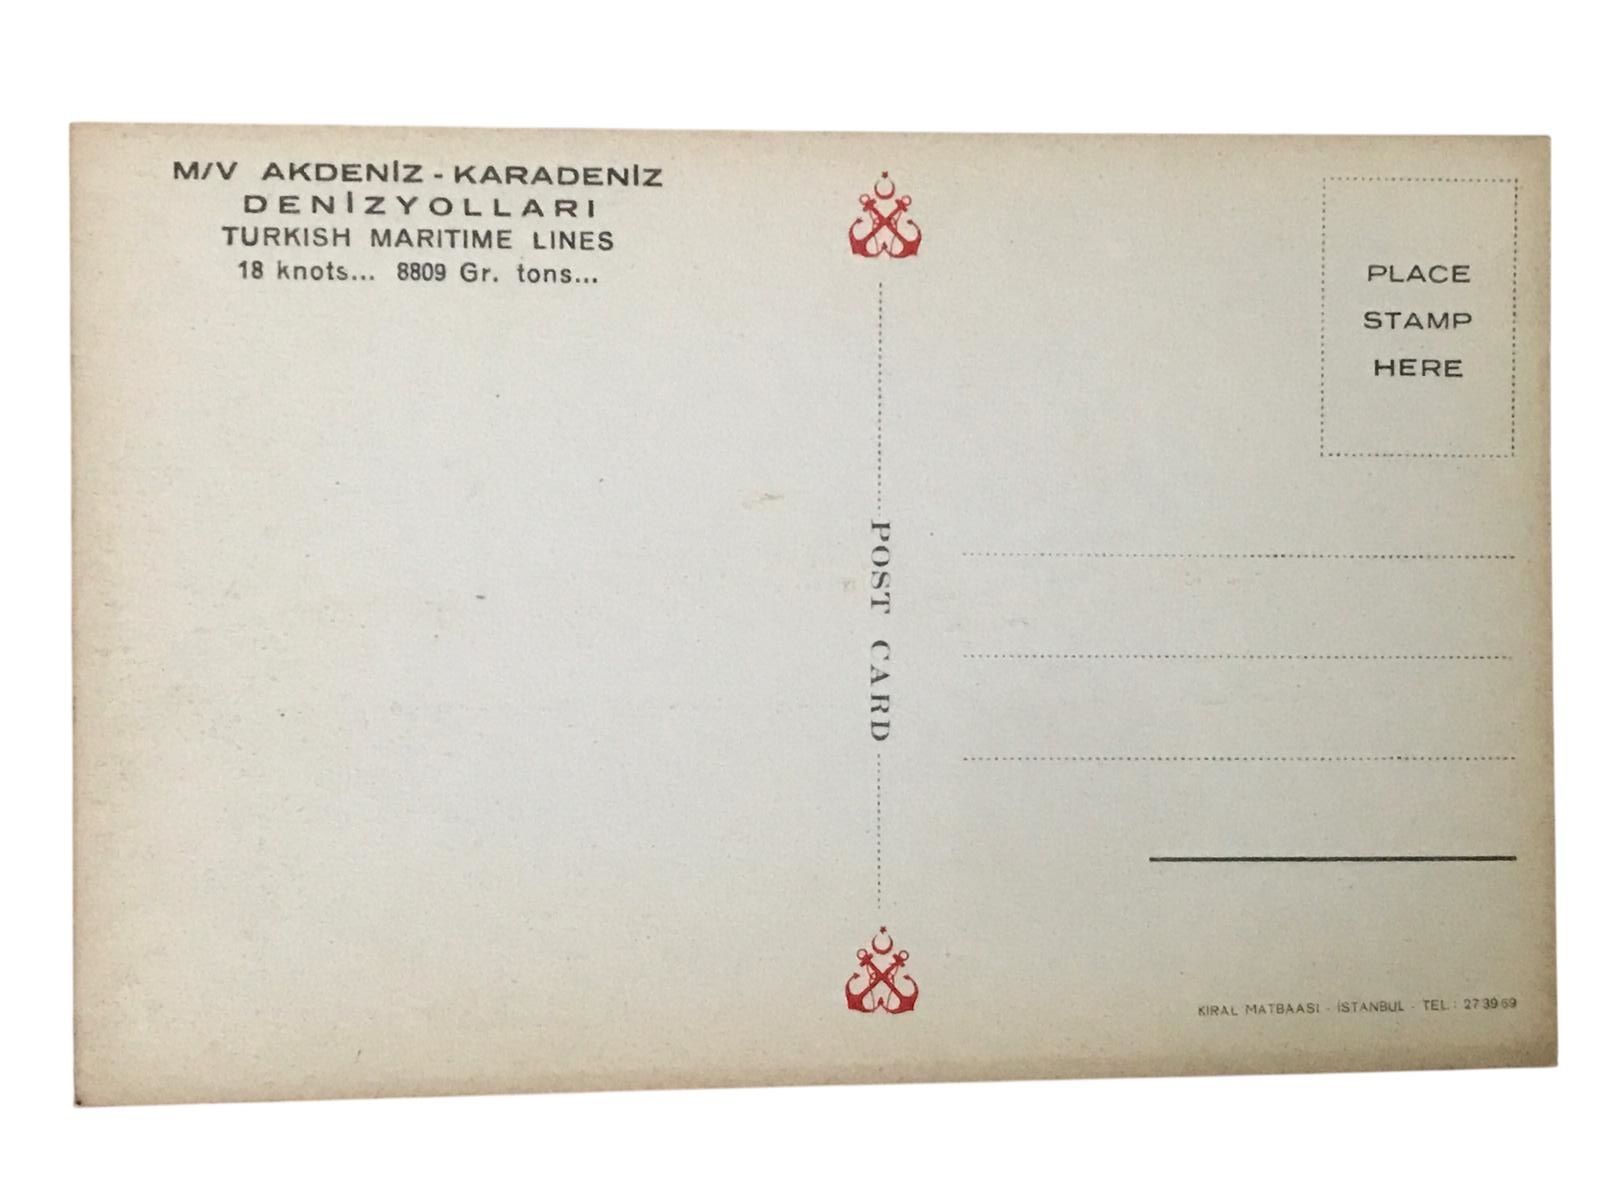 M/V AKDENİZ - KARADENİZ
DENİZYOLLARI
TURKISH MARITIME LINES
18 knots... 8809 Gr. tons...
POST CARD
PLACE
STAMP
HERE
KIRAL MATBAASI - İSTANBUL - TEL : 27 39 69